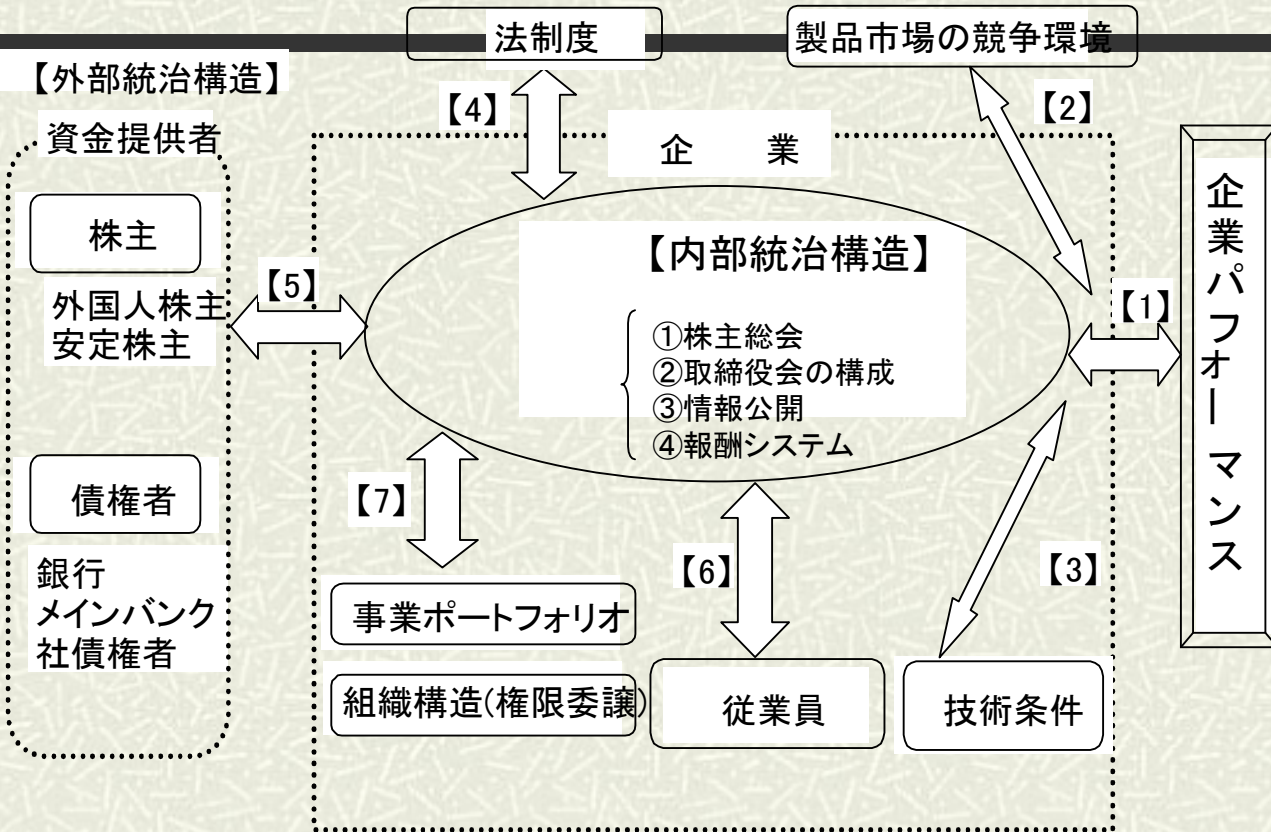 法制度
製品市場の競争環境
【外部統治構造】
【4】
【2】
資金提供者
企　業
株主
外国人株主
安定株主
【5】
【内部統治構造】
①株主総会
②取締役会の構成
③情報公開
④報酬システム
【1】
企業パフォーマンス
債権者
銀行
メインバンク
社債権者
【7】
【6】
【3】
事業ポートフォリオ
組織構造(権限委譲)
従業員
技術条件